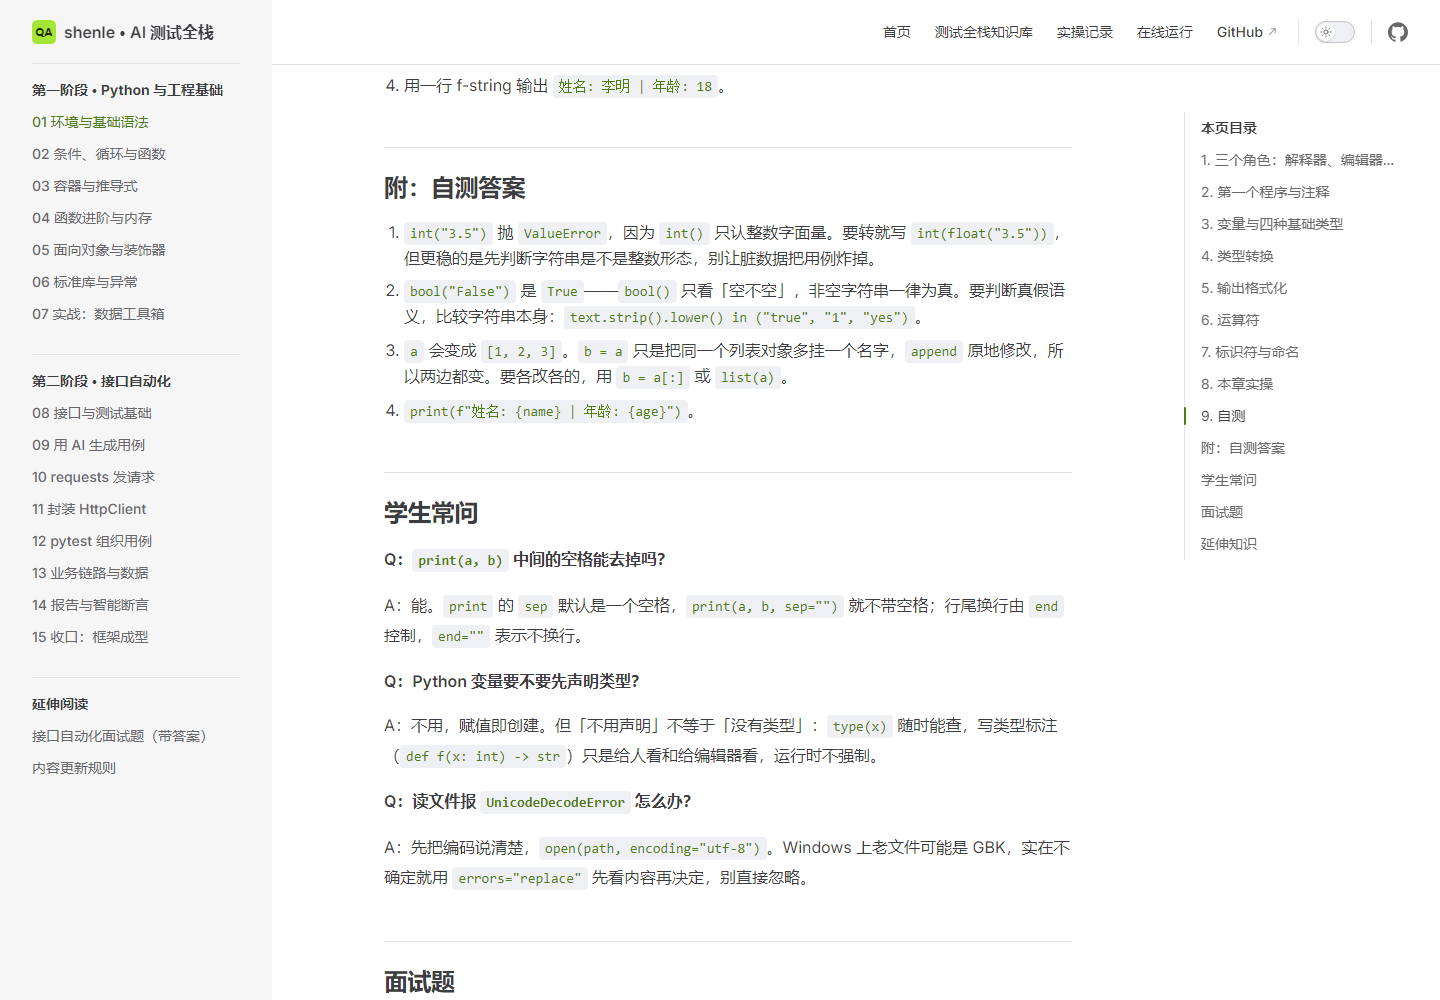 QA shenle • AI 测试全栈
首页 测试全栈知识库 实操记录 在线运行 GitHub ↗
第一阶段 • Python 与工程基础
01 环境与基础语法
02 条件、循环与函数
03 容器与推导式
04 函数进阶与内存
05 面向对象与装饰器
06 标准库与异常
07 实战：数据工具箱
第二阶段 • 接口自动化
08 接口与测试基础
09 用 AI 生成用例
10 requests 发请求
11 封装 HttpClient
12 pytest 组织用例
13 业务链路与数据
14 报告与智能断言
15 收口：框架成型
延伸阅读
接口自动化面试题（带答案）
内容更新规则
4. 用一行 f-string 输出 姓名: 李明 | 年龄: 18。
附：自测答案
1. int("3.5") 抛 ValueError，因为 int() 只认整数字面量。要转就写 int(float("3.5"))，
但更稳的是先判断字符串是不是整数形态，别让脏数据把用例炸掉。
2. bool("False") 是 True——bool() 只看「空不空」，非空字符串一律为真。要判断真假语
义，比较字符串本身：text.strip().lower() in ("true", "1", "yes")。
3. a 会变成 [1, 2, 3]。b = a 只是把同一个列表对象多挂一个名字，append 原地修改，所
以两边都变。要各改各的，用 b = a[:] 或 list(a)。
4. print(f"姓名: {name} | 年龄: {age}")。
学生常问
Q：print(a, b) 中间的空格能去掉吗？
A：能。print 的 sep 默认是一个空格，print(a, b, sep="") 就不带空格；行尾换行由 end
控制，end="" 表示不换行。
Q：Python 变量要不要先声明类型？
A：不用，赋值即创建。但「不用声明」不等于「没有类型」：type(x) 随时能查，写类型标注
（def f(x: int) -> str）只是给人看和给编辑器看，运行时不强制。
Q：读文件报 UnicodeDecodeError 怎么办？
A：先把编码说清楚，open(path, encoding="utf-8")。Windows 上老文件可能是 GBK，实在不
确定就用 errors="replace" 先看内容再决定，别直接忽略。
面试题
本页目录
1. 三个角色：解释器、编辑器...
2. 第一个程序与注释
3. 变量与四种基础类型
4. 类型转换
5. 输出格式化
6. 运算符
7. 标识符与命名
8. 本章实操
9. 自测
附：自测答案
学生常问
面试题
延伸知识